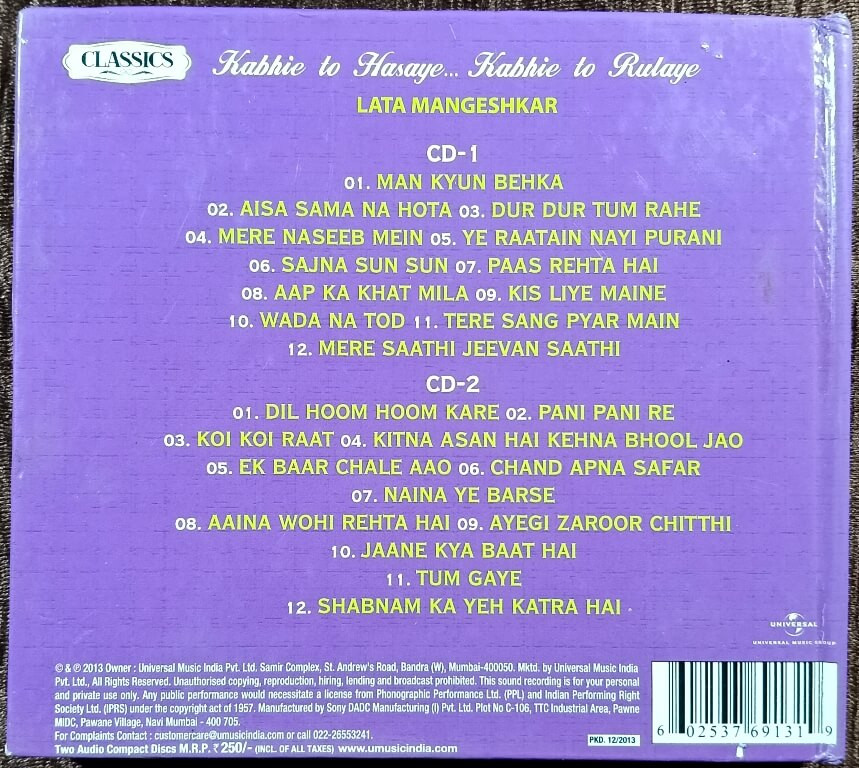 CLASSICS Kabhie to Hasaye... Kabhie to Rulaye
LATA MANGESHKAR
CD-1
01. MAN KYUN BEHKA
02. AISA SAMA NA HOTA 03. DUR DUR TUM RAHE
04. MERE NASEEB MEIN 05. YE RAATAIN NAYI PURANI
06. SAJNA SUN SUN 07. PAAS REHTA HAI
08. AAP KA KHAT MILA 09. KIS LIYE MAINE
10. WADA NA TOD 11. TERE SANG PYAR MAIN
12. MERE SAATHI JEEVAN SAATHI
CD-2
01. DIL HOOM HOOM KARE 02. PANI PANI RE
03. KOI KOI RAAT 04. KITNA ASAN HAI KEHNA BHOOL JAO
05. EK BAAR CHALE AAO 06. CHAND APNA SAFAR
07. NAINA YE BARSE
08. AAINA WOHI REHTA HAI 09. AYEGI ZAROOR CHITTHI
10. JAANE KYA BAAT HAI
11. TUM GAYE
12. SHABNAM KA YEH KATRA HAI
UNIVERSAL
UNIVERSAL MUSIC GROUP
© & ℗ 2013 Owner : Universal Music India Pvt. Ltd. Samir Complex, St. Andrew's Road, Bandra (W), Mumbai-400050. Mktd. by Universal Music India
Pvt. Ltd., All Rights Reserved. Unauthorised copying, reproduction, hiring, lending and broadcast prohibited. This sound recording is for your personal
and private use only. Any public performance would necessitate a license from Phonographic Performance Ltd. (PPL) and Indian Performing Right
Society Ltd. (IPRS) under the copyright act of 1957. Manufactured by Sony DADC Manufacturing (I) Pvt. Ltd. Plot No C-106, TTC Industrial Area, Pawne
MIDC, Pawane Village, Navi Mumbai - 400 705.
For Complaints Contact : customercare@umusicindia.com or call 022-26553241.
Two Audio Compact Discs M.R.P. ₹ 250/- (INCL. OF ALL TAXES) www.umusicindia.com
PKD. 12/2013
6 02537 69131 9